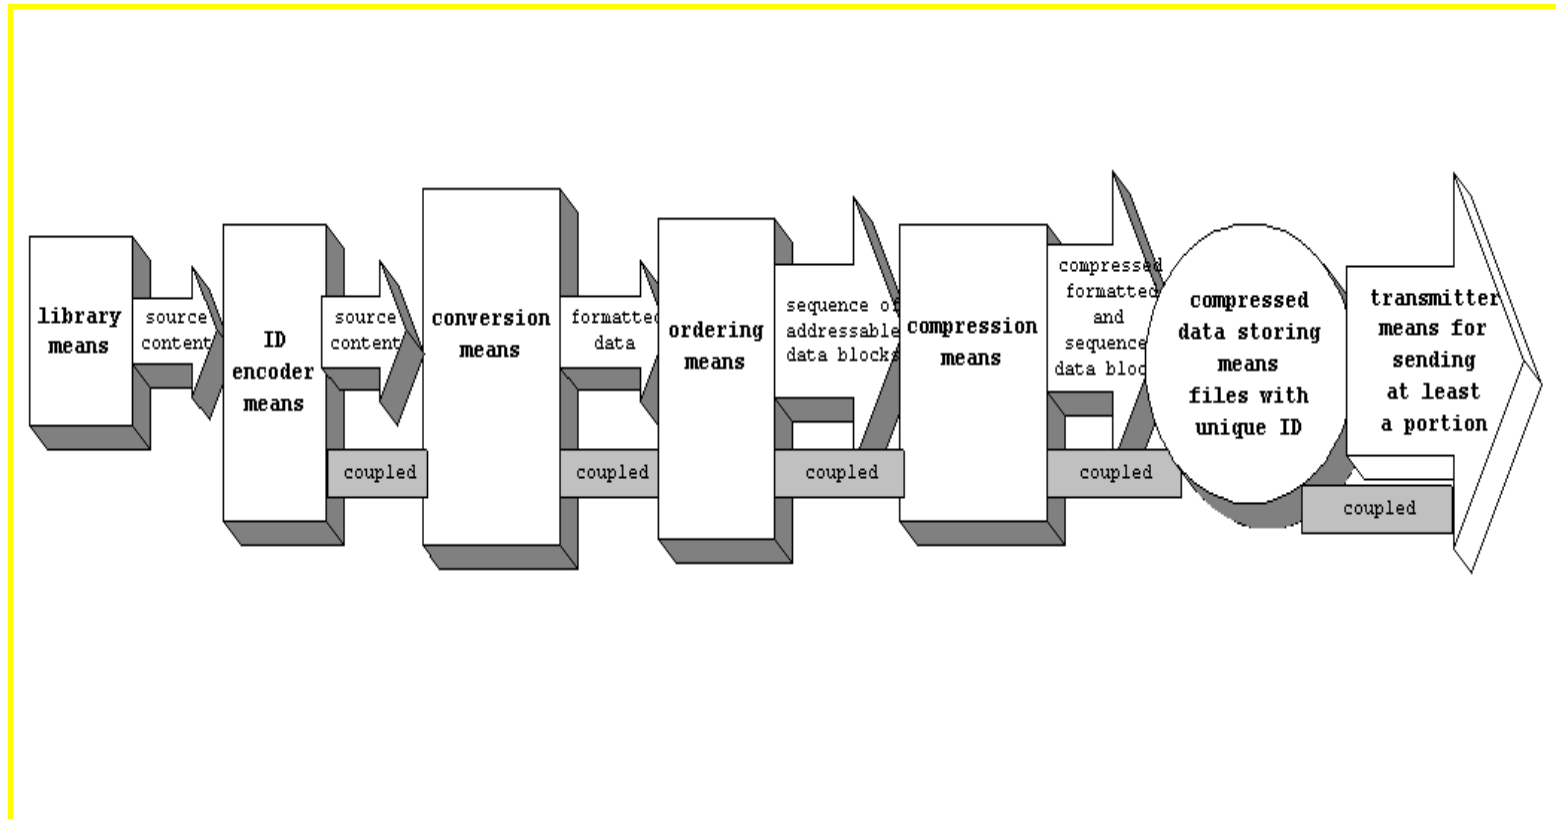 library
means
source
content
ID
encoder
means
source
content
conversion
means
formatted
data
ordering
means
sequence of
addressable
data blocks
compression
means
compressed
formatted
and
sequence
data bloc
compressed
data storing
means
files with
unique ID
transmitter
means for
sending
at least
a portion
coupled
coupled
coupled
coupled
coupled